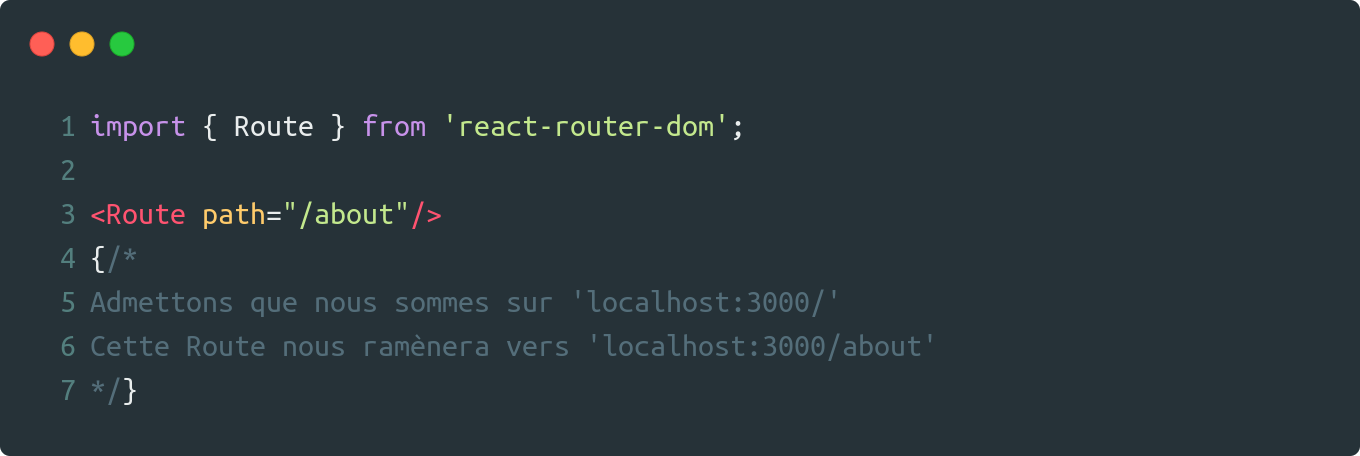 1 import { Route } from 'react-router-dom';
2
3 <Route path="/about"/>
4 {/*
5 Admettons que nous sommes sur 'localhost:3000/'
6 Cette Route nous ramènera vers 'localhost:3000/about'
7 */}